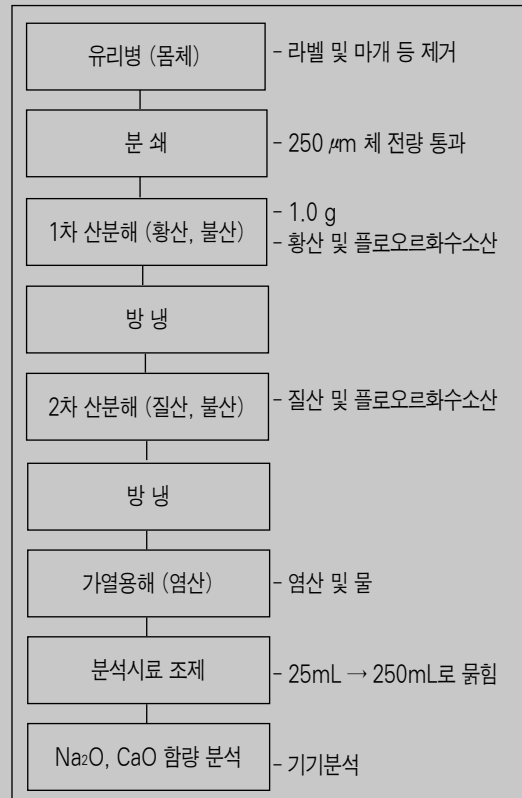 유리병 (몸체)
- 라벨 및 마개 등 제거
분 쇄
- 250 μm 체 전량 통과
1차 산분해 (황산, 불산)
- 1.0 g
- 황산 및 플로오르화수소산
방 냉
2차 산분해 (질산, 불산)
- 질산 및 플로오르화수소산
방 냉
가열용해 (염산)
- 염산 및 물
분석시료 조제
- 25mL → 250mL로 묽힘
Na₂O, CaO 함량 분석
- 기기분석